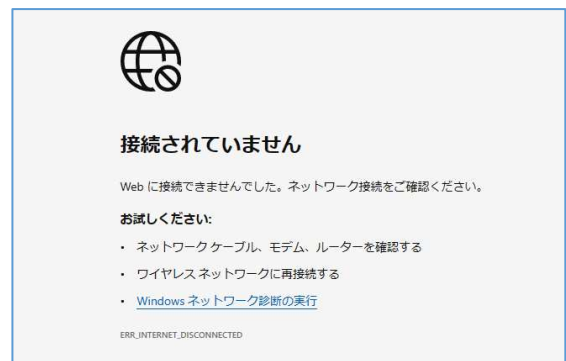 接続されていません
Web に接続できませんでした。ネットワーク接続をご確認ください。
お試しください:
• ネットワーク ケーブル、モデム、ルーターを確認する
• ワイヤレス ネットワークに再接続する
• Windows ネットワーク診断の実行
ERR_INTERNET_DISCONNECTED